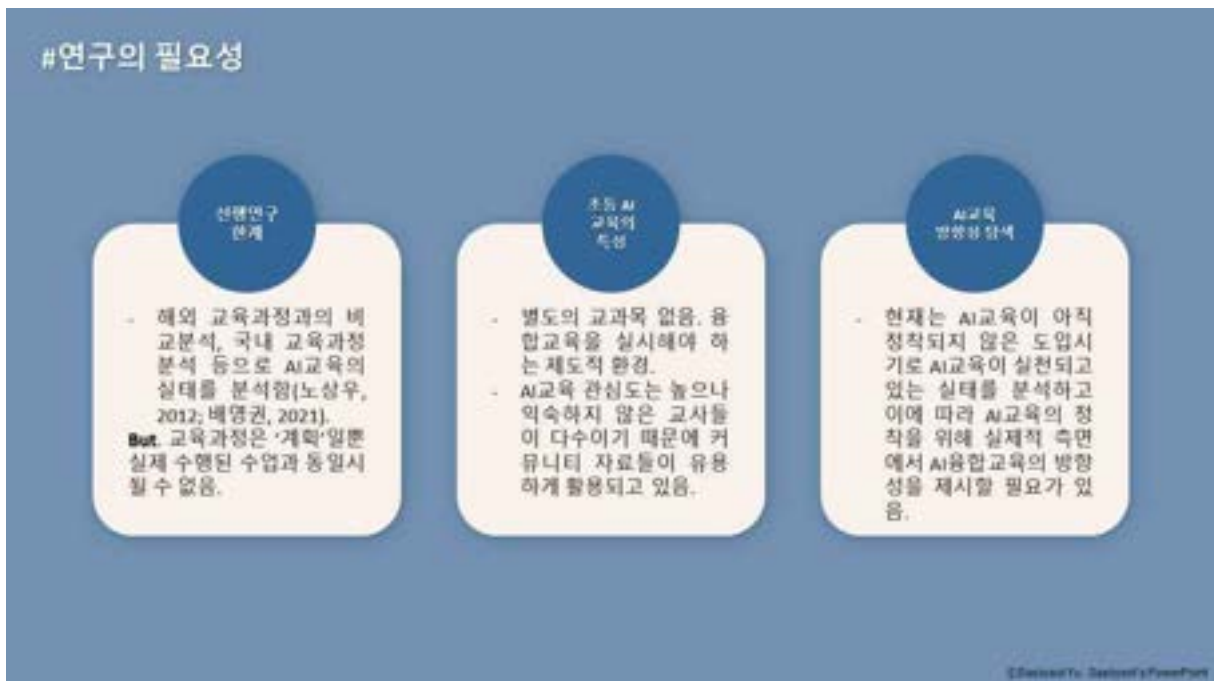 #연구의 필요성
선행연구
한계
- 해외 교육과정과의 비
교분석, 국내 교육과정
분석 등으로 AI교육의
실태를 분석함(노상우,
2012; 배영권, 2021).
But. 교육과정은 '계획'일뿐
실제 수행된 수업과 동일시
될 수 없음.
초등 AI
교육의
특성
- 별도의 교과목 없음. 융
합교육을 실시해야 하
는 제도적 환경.
- AI교육 관심도는 높으나
익숙하지 않은 교사들
이 다수이기 때문에 커
뮤니티 자료들이 유용
하게 활용되고 있음.
AI교육
방향성 탐색
- 현재는 AI교육이 아직
정착되지 않은 도입시
기로 AI교육이 실천되고
있는 실태를 분석하고
이에 따라 AI교육의 정
착을 위해 실제적 측면
에서 AI융합교육의 방향
성을 제시할 필요가 있
음.
PowerPoint